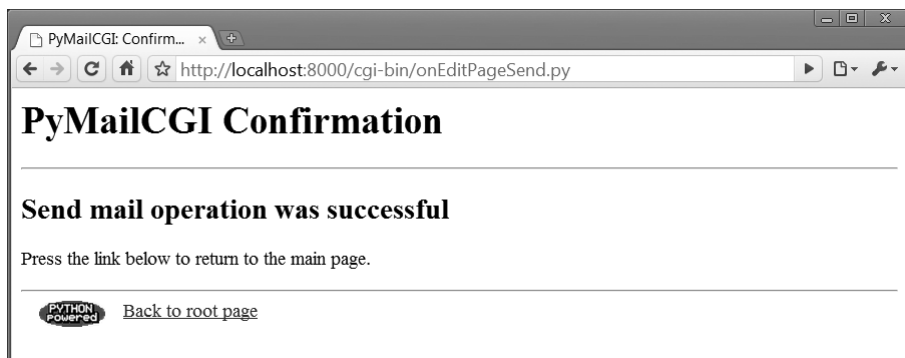 PyMailCGI: Confirm...
http://localhost:8000/cgi-bin/onEditPageSend.py
PyMailCGI Confirmation
Send mail operation was successful
Press the link below to return to the main page.
PYTHON
Powered
Back to root page